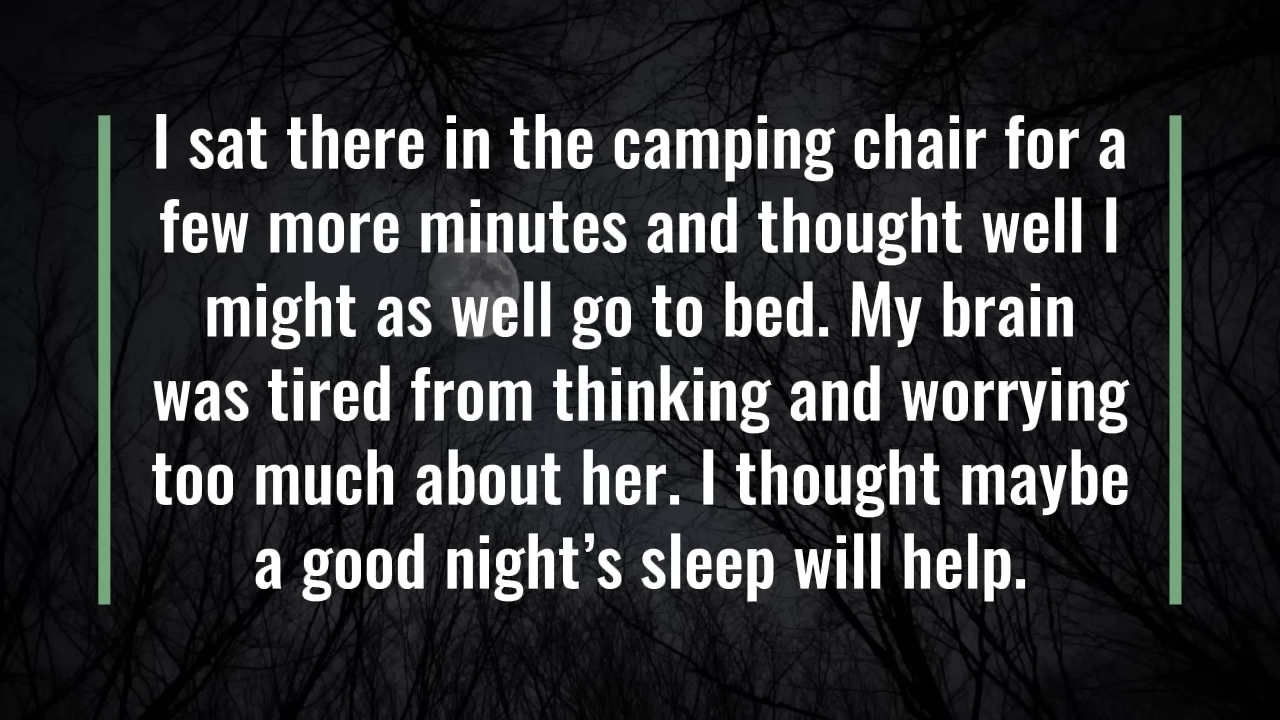 I sat there in the camping chair for a
few more minutes and thought well I
might as well go to bed. My brain
was tired from thinking and worrying
too much about her. I thought maybe
a good night’s sleep will help.